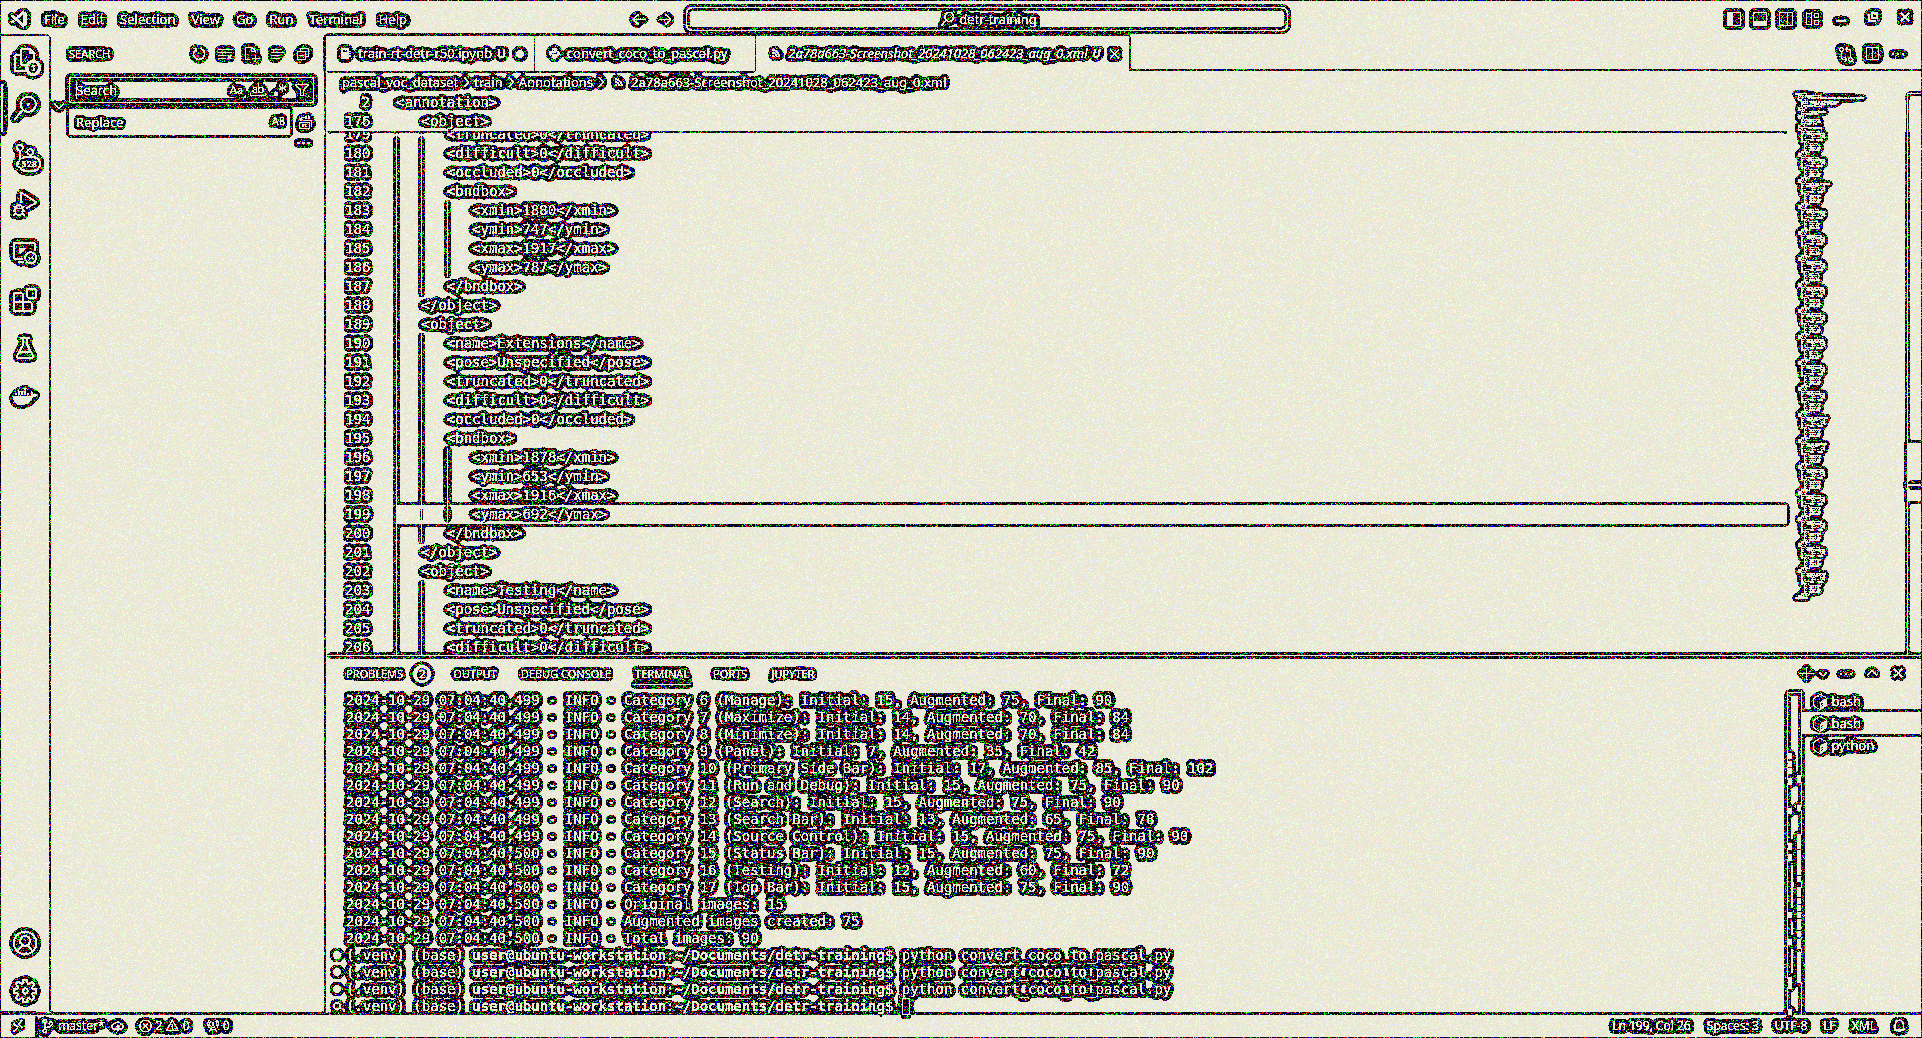 File Edit Selection View Go Run Terminal Help
detr-training
SEARCH
Search
Aa ab .*
Replace
AB
train-rt-detr-r50.ipynb U
convert_coco_to_pascal.py
2a78a663-Screenshot_20241028_062423_aug_0.xml U
pascal_voc_dataset > train > Annotations > 2a78a663-Screenshot_20241028_062423_aug_0.xml
2 <annotation>
176 <object>
179 <truncated>0</truncated>
180 <difficult>0</difficult>
181 <occluded>0</occluded>
182 <bndbox>
183 <xmin>1880</xmin>
184 <ymin>747</ymin>
185 <xmax>1917</xmax>
186 <ymax>787</ymax>
187 </bndbox>
188 </object>
189 <object>
190 <name>Extensions</name>
191 <pose>Unspecified</pose>
192 <truncated>0</truncated>
193 <difficult>0</difficult>
194 <occluded>0</occluded>
195 <bndbox>
196 <xmin>1878</xmin>
197 <ymin>653</ymin>
198 <xmax>1916</xmax>
199 <ymax>692</ymax>
200 </bndbox>
201 </object>
202 <object>
203 <name>Testing</name>
204 <pose>Unspecified</pose>
205 <truncated>0</truncated>
206 <difficult>0</difficult>
PROBLEMS 2 OUTPUT DEBUG CONSOLE TERMINAL PORTS JUPYTER
2024-10-29 07:04:40,499 - INFO - Category 6 (Manage): Initial: 15, Augmented: 75, Final: 90
2024-10-29 07:04:40,499 - INFO - Category 7 (Maximize): Initial: 14, Augmented: 70, Final: 84
2024-10-29 07:04:40,499 - INFO - Category 8 (Minimize): Initial: 14, Augmented: 70, Final: 84
2024-10-29 07:04:40,499 - INFO - Category 9 (Panel): Initial: 7, Augmented: 35, Final: 42
2024-10-29 07:04:40,499 - INFO - Category 10 (Primary Side Bar): Initial: 17, Augmented: 85, Final: 102
2024-10-29 07:04:40,499 - INFO - Category 11 (Run and Debug): Initial: 15, Augmented: 75, Final: 90
2024-10-29 07:04:40,499 - INFO - Category 12 (Search): Initial: 15, Augmented: 75, Final: 90
2024-10-29 07:04:40,499 - INFO - Category 13 (Search Bar): Initial: 13, Augmented: 65, Final: 78
2024-10-29 07:04:40,499 - INFO - Category 14 (Source Control): Initial: 15, Augmented: 75, Final: 90
2024-10-29 07:04:40,500 - INFO - Category 15 (Status Bar): Initial: 15, Augmented: 75, Final: 90
2024-10-29 07:04:40,500 - INFO - Category 16 (Testing): Initial: 12, Augmented: 60, Final: 72
2024-10-29 07:04:40,500 - INFO - Category 17 (Top Bar): Initial: 15, Augmented: 75, Final: 90
2024-10-29 07:04:40,500 - INFO - Original images: 15
2024-10-29 07:04:40,500 - INFO - Augmented images created: 75
2024-10-29 07:04:40,500 - INFO - Total images: 90
(.venv) (base) user@ubuntu-workstation:~/Documents/detr-training$ python convert_coco_to_pascal.py
(.venv) (base) user@ubuntu-workstation:~/Documents/detr-training$ python convert_coco_to_pascal.py
(.venv) (base) user@ubuntu-workstation:~/Documents/detr-training$ python convert_coco_to_pascal.py
(.venv) (base) user@ubuntu-workstation:~/Documents/detr-training$
bash
bash
python
master* 2 0 0
Ln 199, Col 26 Spaces: 3 UTF-8 LF XML